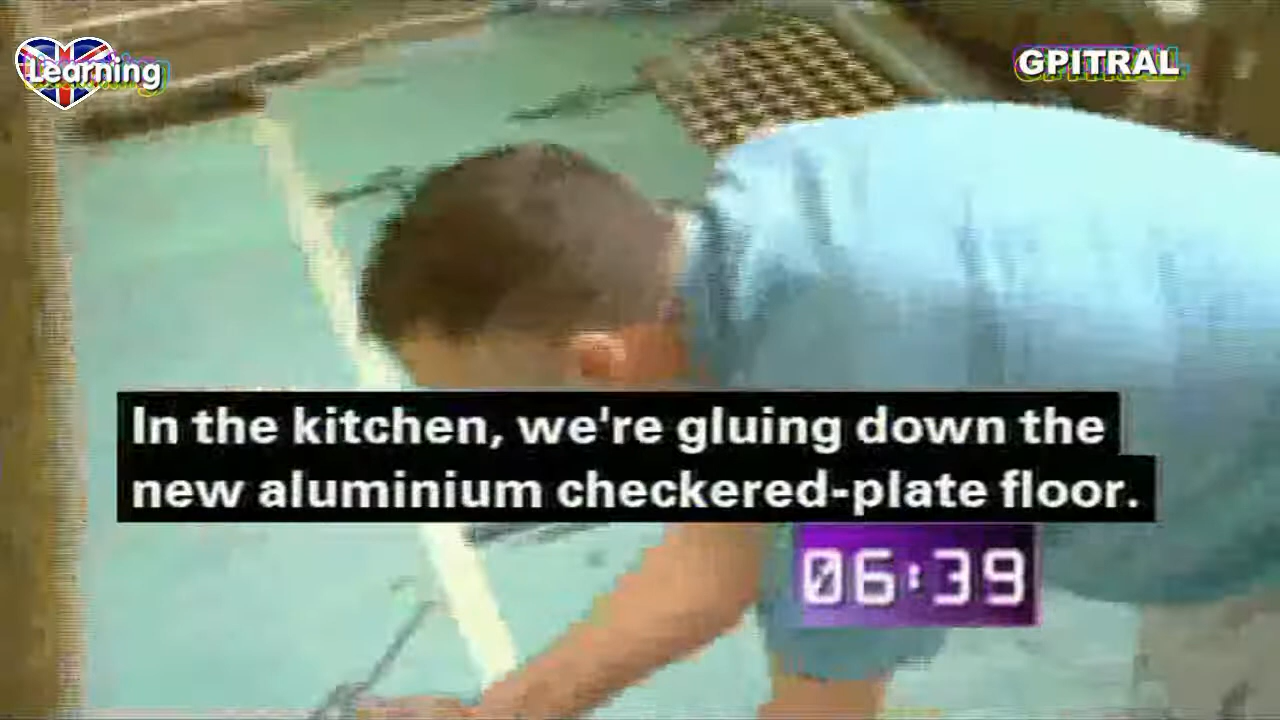 Learning
GPITRAL
In the kitchen, we're gluing down the
new aluminium checkered-plate floor.
06:39